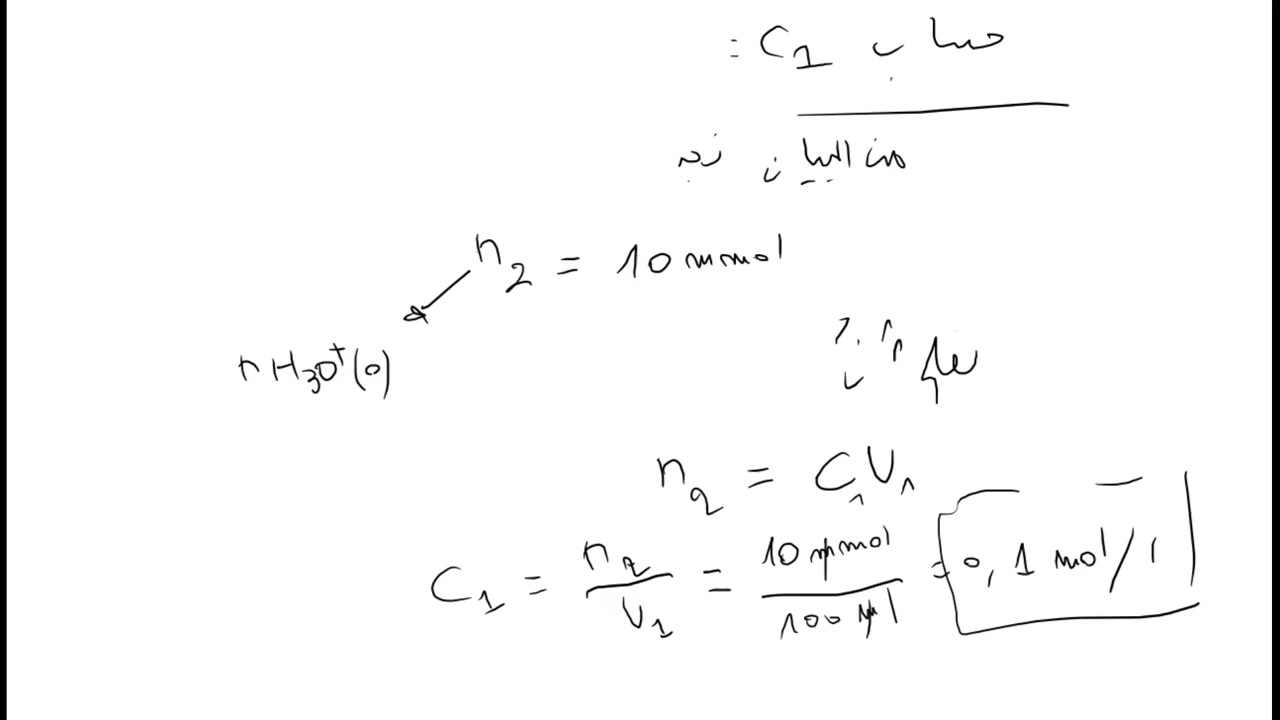 حساب C1 :
من البيان نجد
n2 = 10 mmol
n H3O+(0)
n2 = C1V1
C1 = n2/V1 = 10 mmol/100 ml = 0,1 mol/l